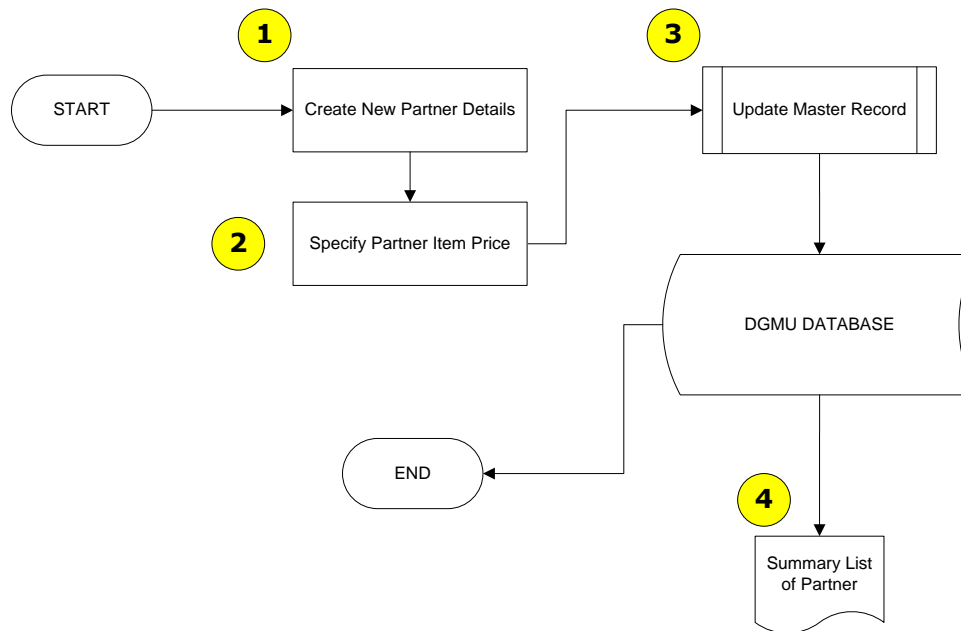 1
START
Create New Partner Details
2
Specify Partner Item Price
3
Update Master Record
DGMU DATABASE
END
4
Summary List
of Partner